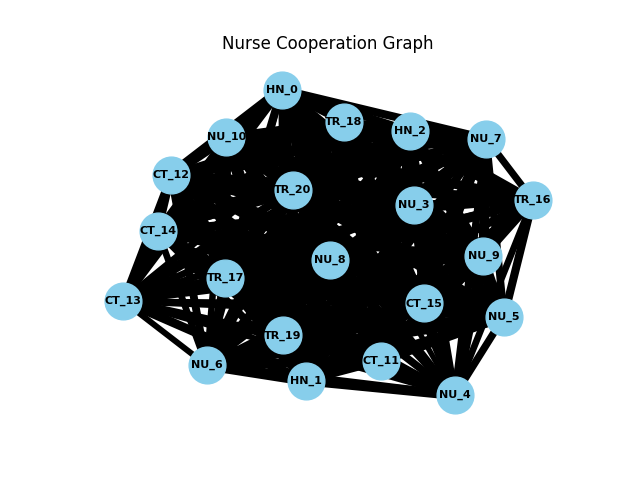 Nurse Cooperation Graph
HN_0
TR_18
HN_2
NU_10
NU_7
CT_12
TR_20
TR_16
NU_3
CT_14
NU_9
NU_8
TR_17
CT_13
CT_15
NU_5
TR_19
CT_11
NU_6
HN_1
NU_4